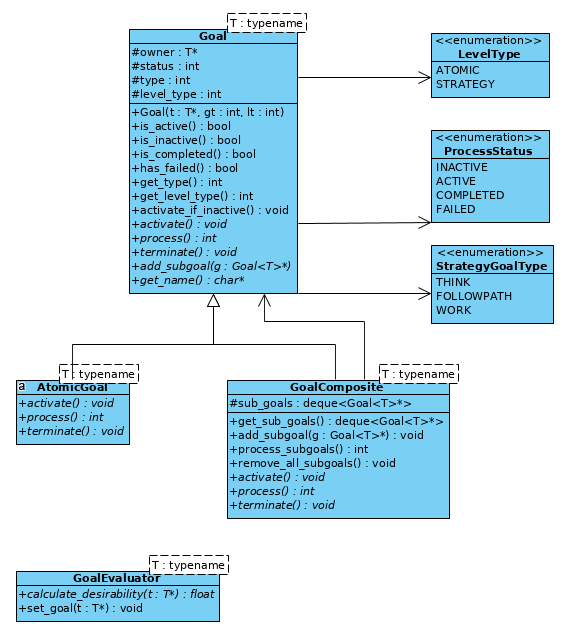 T : typename
Goal
#owner : T*
#status : int
#type : int
#level_type : int
+Goal(t : T*, gt : int, lt : int)
+is_active() : bool
+is_inactive() : bool
+is_completed() : bool
+has_failed() : bool
+get_type() : int
+get_level_type() : int
+activate_if_inactive() : void
+activate() : void
+process() : int
+terminate() : void
+add_subgoal(g : Goal<T>*)
+get_name() : char*
<<enumeration>>
LevelType
ATOMIC
STRATEGY
<<enumeration>>
ProcessStatus
INACTIVE
ACTIVE
COMPLETED
FAILED
<<enumeration>>
StrategyGoalType
THINK
FOLLOWPATH
WORK
T : typename
a
AtomicGoal
+activate() : void
+process() : int
+terminate() : void
T : typename
GoalComposite
#sub_goals : deque<Goal<T>*>
+get_sub_goals() : deque<Goal<T>*>
+add_subgoal(g : Goal<T>*) : void
+process_subgoals() : int
+remove_all_subgoals() : void
+activate() : void
+process() : int
+terminate() : void
T : typename
GoalEvaluator
+calculate_desirability(t : T*) : float
+set_goal(t : T*) : void